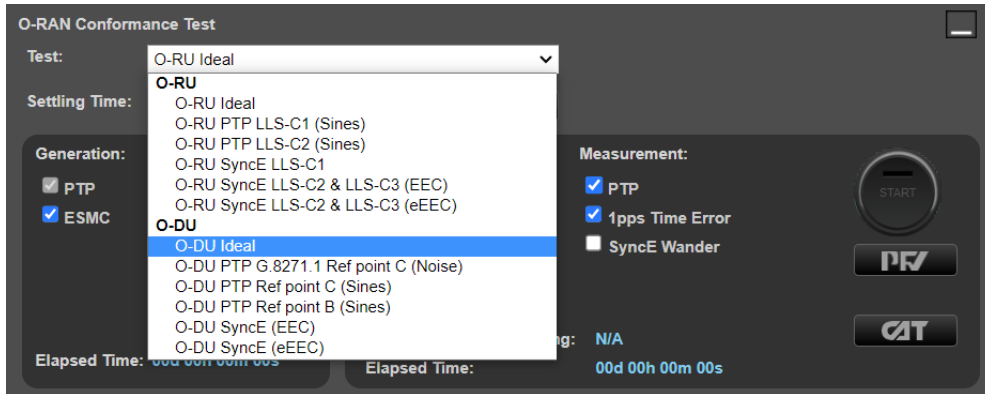 O-RAN Conformance Test
Test:
O-RU Ideal
O-RU
O-RU Ideal
Settling Time:
O-RU PTP LLS-C1 (Sines)
O-RU PTP LLS-C2 (Sines)
O-RU SyncE LLS-C1
O-RU SyncE LLS-C2 & LLS-C3 (EEC)
O-RU SyncE LLS-C2 & LLS-C3 (eEEC)
O-DU
O-DU Ideal
O-DU PTP G.8271.1 Ref point C (Noise)
O-DU PTP Ref point C (Sines)
O-DU PTP Ref point B (Sines)
O-DU SyncE (EEC)
O-DU SyncE (eEEC)
Generation:
PTP
ESMC
Elapsed Time: 00d 00h 00m 00s
Measurement:
PTP
1pps Time Error
SyncE Wander
N/A
Elapsed Time: 00d 00h 00m 00s
START
PFV
CAT